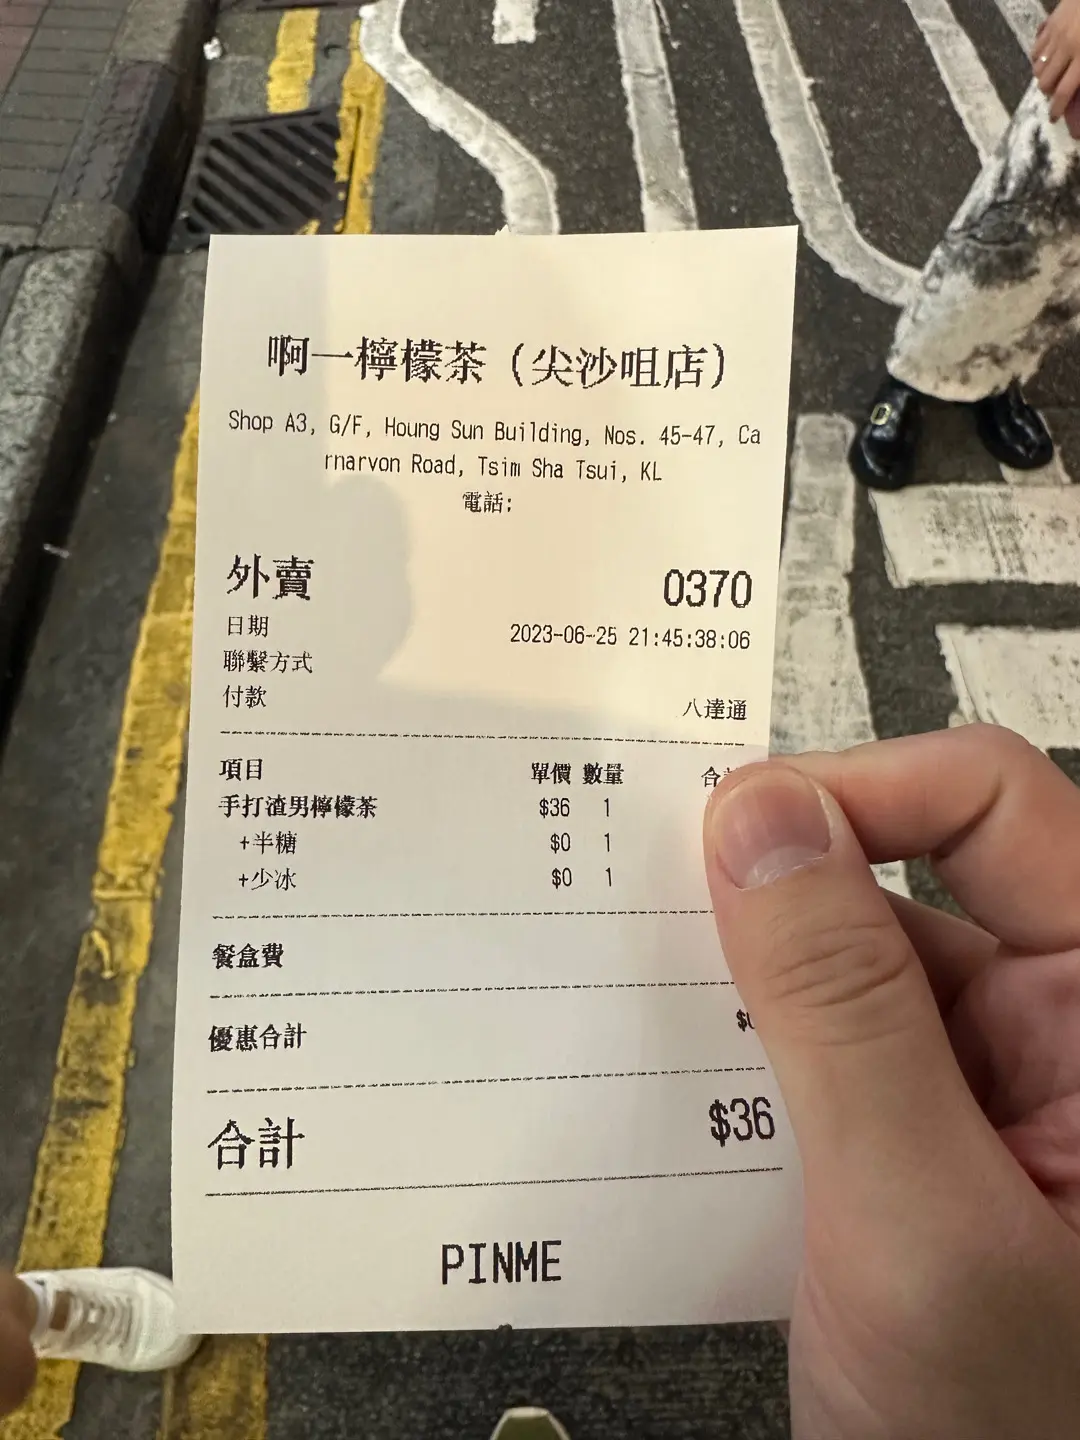 啊一檸檬茶（尖沙咀店）
Shop A3, G/F, Houng Sun Building, Nos. 45-47, Ca
rnarvon Road, Tsim Sha Tsui, KL
電話:
外賣 0370
日期 2023-06-25 21:45:38:06
聯繫方式
付款 八達通
項目 單價 數量
手打渣男檸檬茶 $36 1
+半糖 $0 1
+少冰 $0 1
餐盒費
優惠合計
合計 $36
PINME